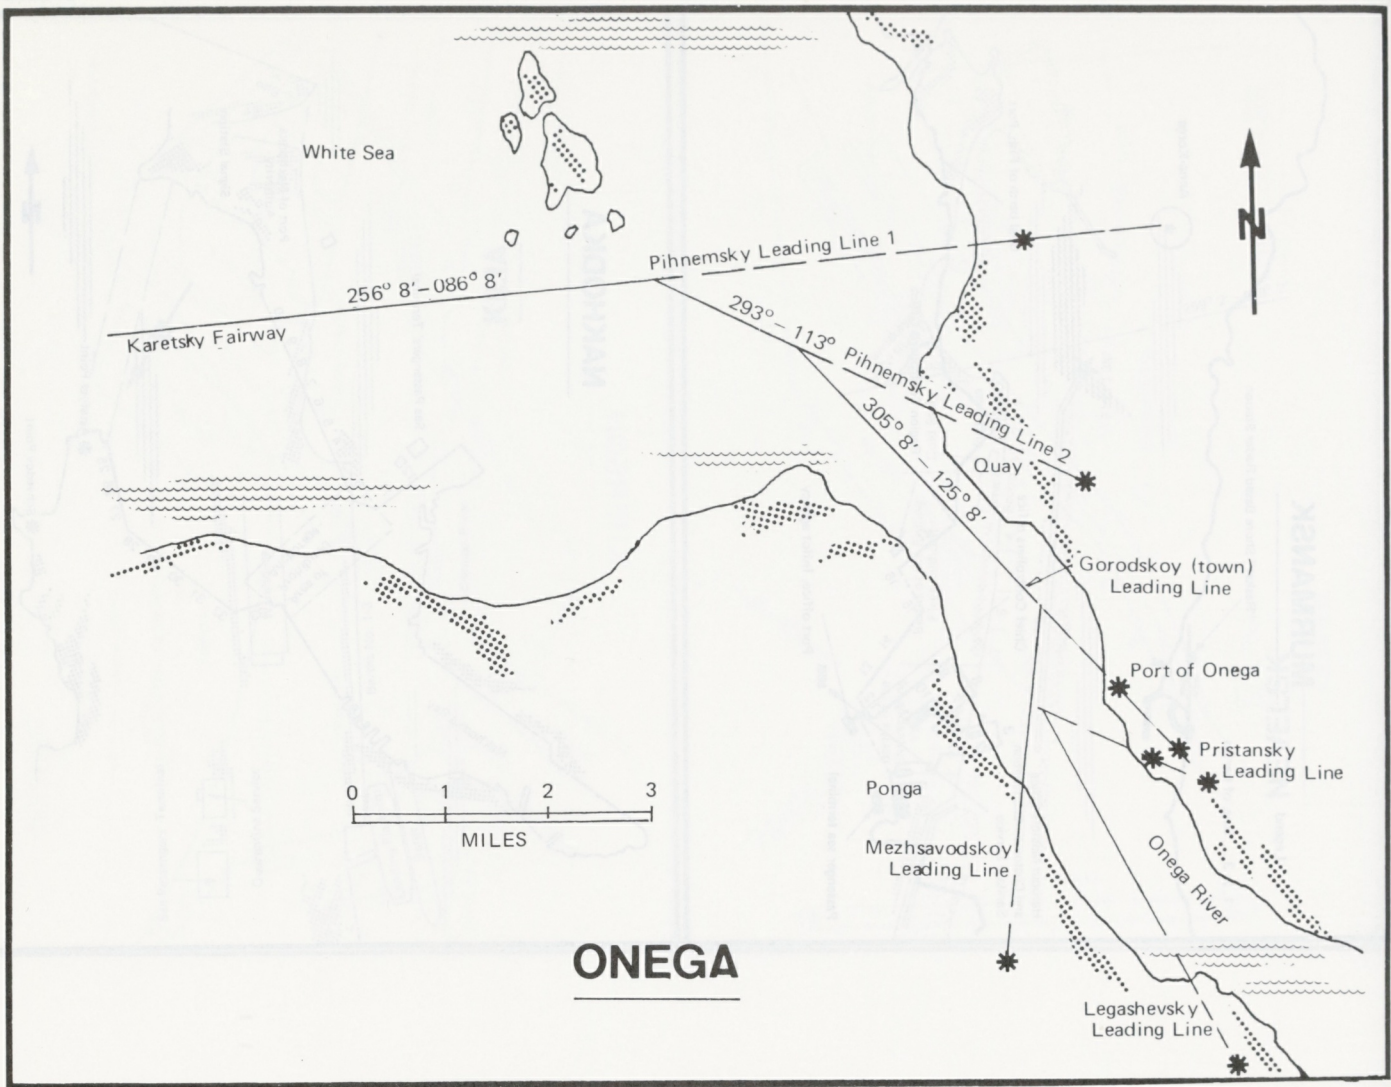 White Sea
N
Pihnemsky Leading Line 1
256° 8′–086° 8′
Karetsky Fairway
293° – 113° Pihnemsky Leading Line 2
305° 8′ – 125° 8′
Quay
Gorodskoy (town)
Leading Line
Port of Onega
Pristansky
Leading Line
0 1 2 3
MILES
Ponga
Mezhsavodskoy
Leading Line
Onega River
ONEGA
Legashevsky
Leading Line
NAKHODKA
MURMANSK